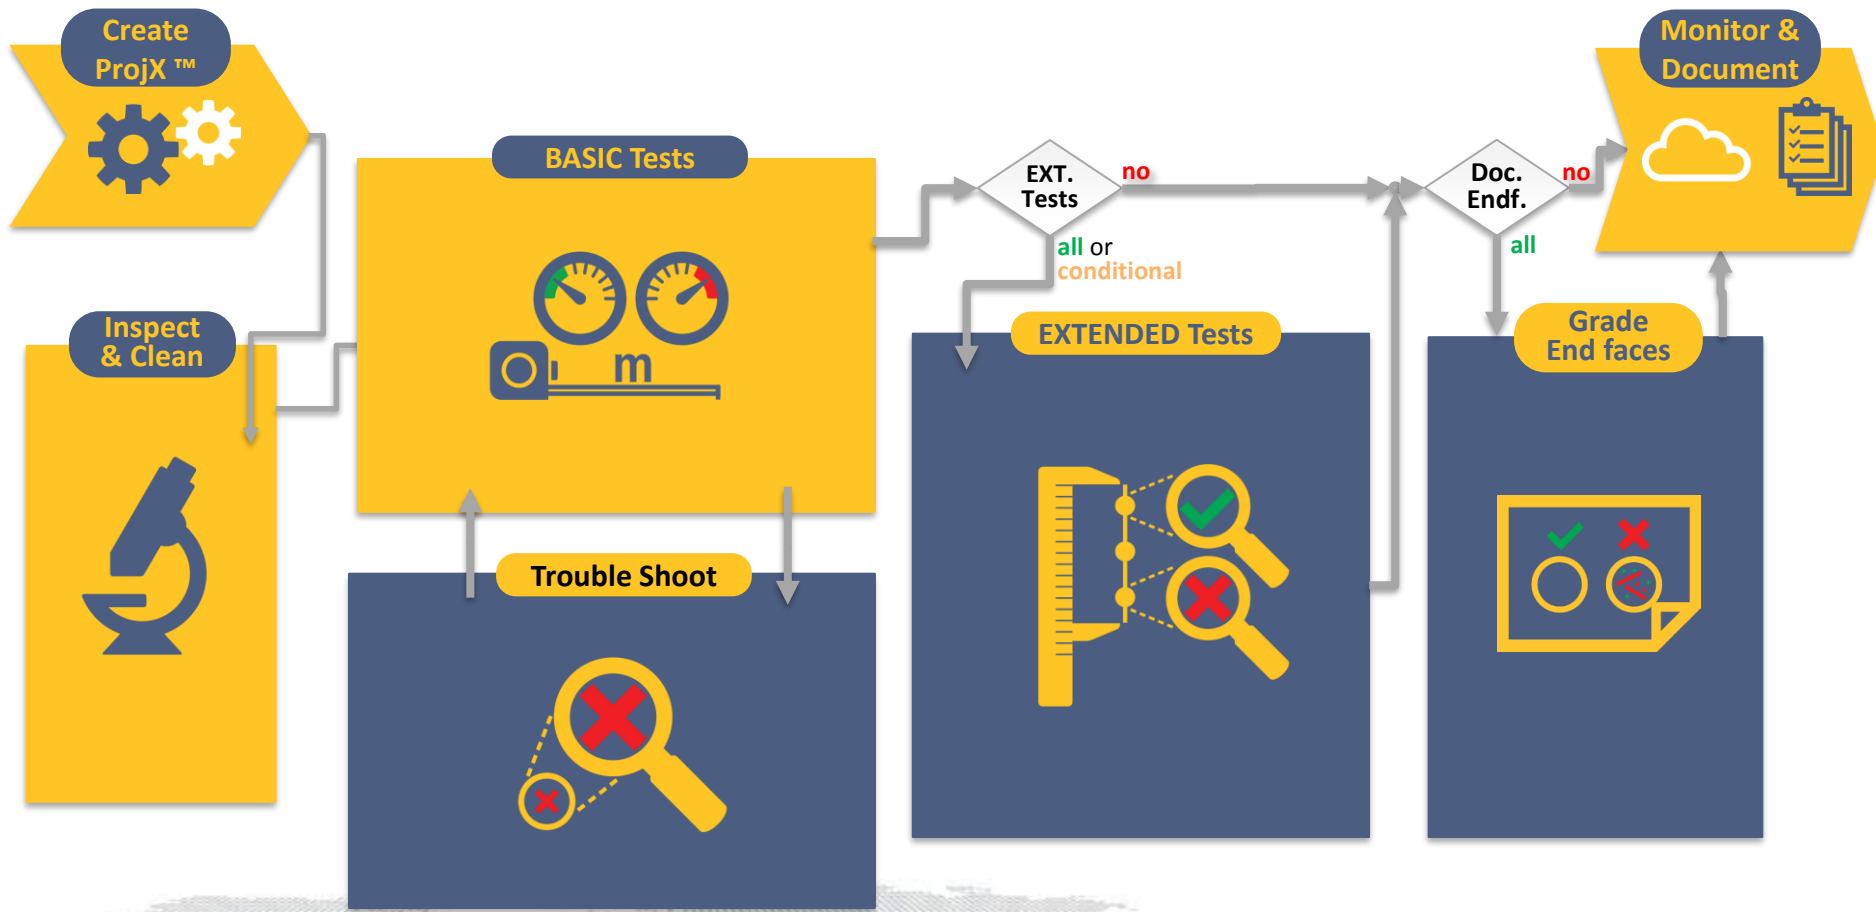 Create
ProjX ™
Inspect
& Clean
BASIC Tests
m
Trouble Shoot
EXT.
Tests
no
all or
conditional
EXTENDED Tests
Doc.
Endf.
no
all
Grade
End faces
Monitor &
Document